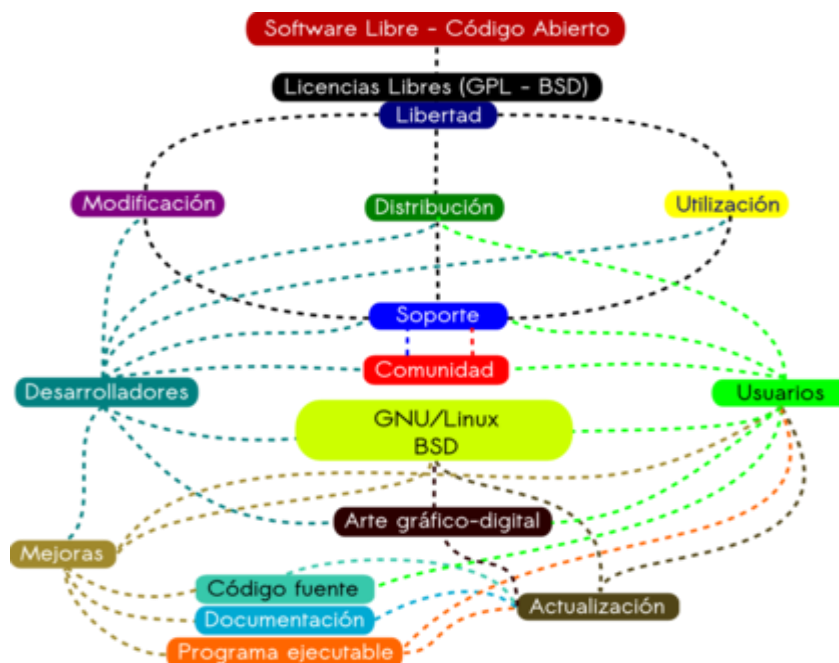 Software Libre - Código Abierto
Licencias Libres (GPL - BSD)
Libertad
Modificación
Distribución
Utilización
Soporte
Comunidad
Desarrolladores
Usuarios
GNU/Linux
BSD
Arte gráfico-digital
Mejoras
Código fuente
Actualización
Documentación
Programa ejecutable